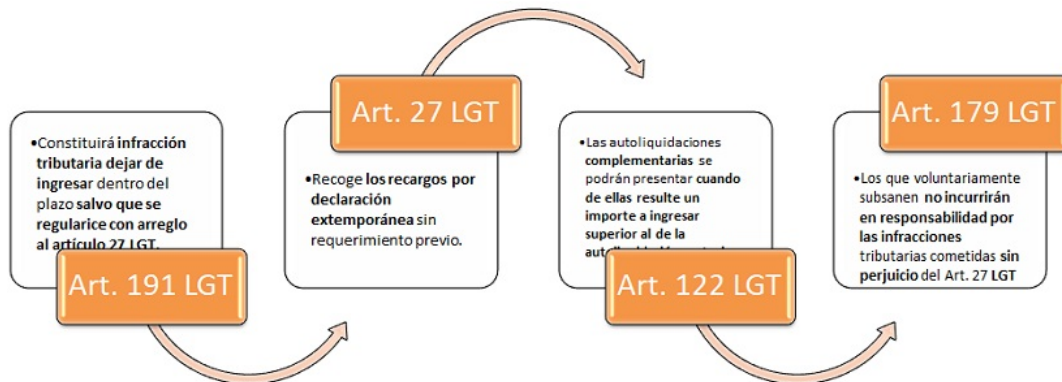 •Constituirá infracción
tributaria dejar de
ingresar dentro del
plazo salvo que se
regularice con arreglo
al artículo 27 LGT.
Art. 191 LGT
Art. 27 LGT
•Recoge los recargos por
declaración
extemporánea sin
requerimiento previo.
•Las autoliquidaciones
complementarias se
podrán presentar cuando
de ellas resulte un
importe a ingresar
superior al de la
Art. 122 LGT
Art. 179 LGT
•Los que voluntariamente
subsanen no incurrirán
en responsabilidad por
las infracciones
tributarias cometidas sin
perjuicio del Art. 27 LGT